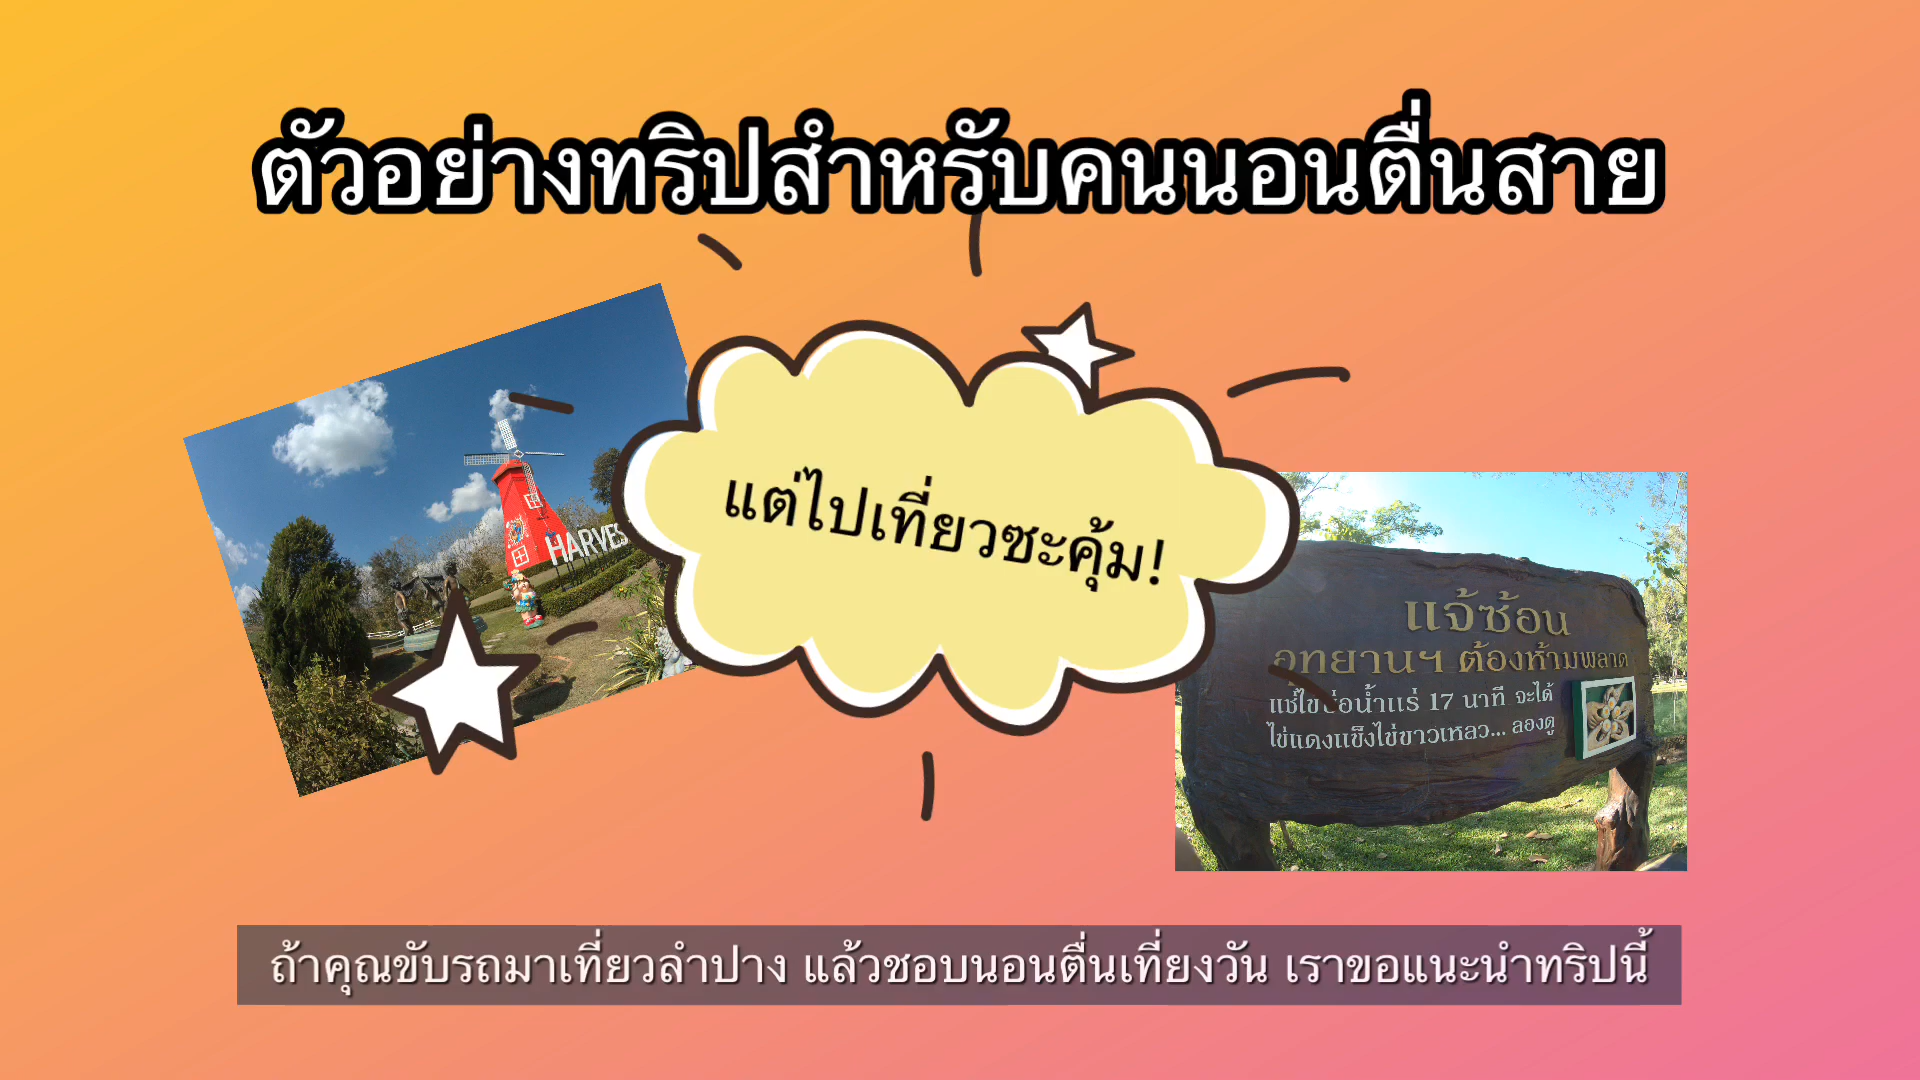 ตัวอย่างทริปสำหรับคนนอนตื่นสาย
แต่ไปเที่ยวซะคุ้ม!
HARVES
แจ้ซ้อน
อุทยานฯ ต้องห้ามพลาด
แช่ไข่บ่อน้ำแร่ 17 นาที จะได้
ไข่แดงแข็งไข่ขาวเหลว... ลองดู
ถ้าคุณขับรถมาเที่ยวลำปาง แล้วชอบนอนตื่นเที่ยงวัน เราขอแนะนำทริปนี้